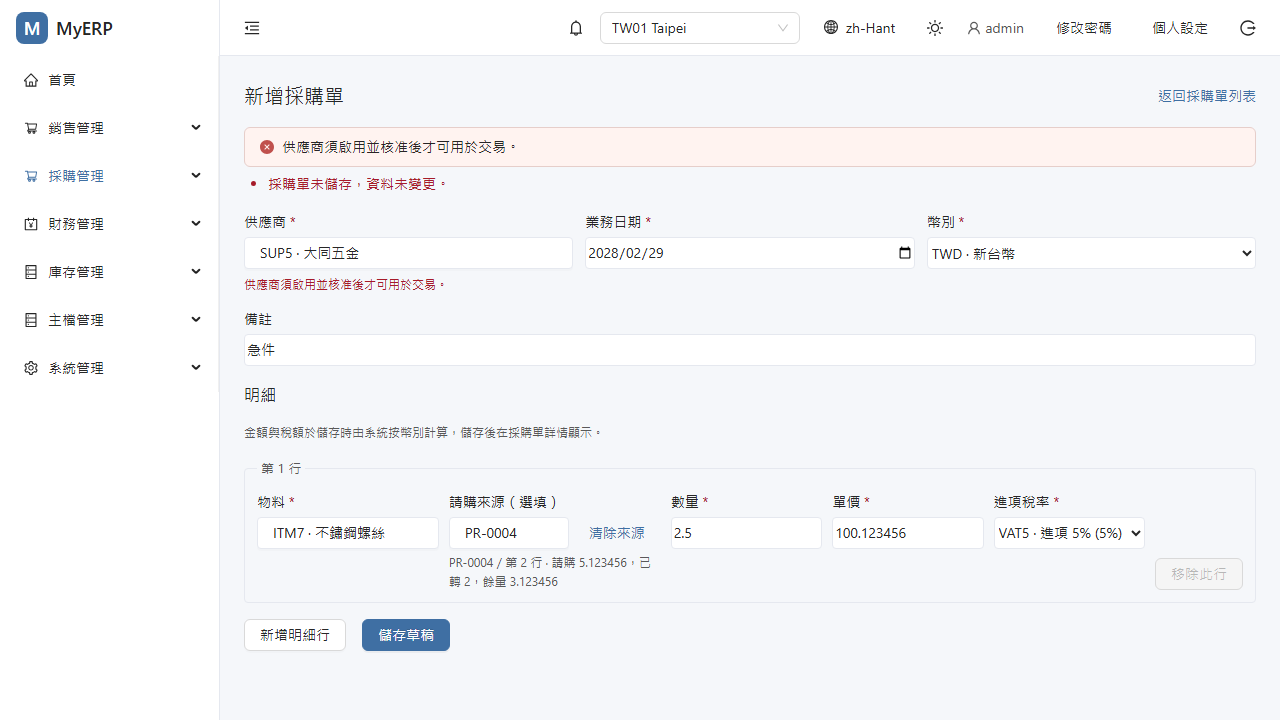 M MyERP
TW01 Taipei
zh-Hant
admin
修改密碼
個人設定
首頁
銷售管理
採購管理
財務管理
庫存管理
主檔管理
系統管理
新增採購單
返回採購單列表
供應商須啟用並核准後才可用於交易。
採購單未儲存，資料未變更。
供應商 *
業務日期 *
幣別 *
SUP5 · 大同五金
2028/02/29
TWD · 新台幣
供應商須啟用並核准後才可用於交易。
備註
急件
明細
金額與稅額於儲存時由系統按幣別計算，儲存後在採購單詳情顯示。
第 1 行
物料 *
請購來源（選填）
數量 *
單價 *
進項稅率 *
ITM7 · 不鏽鋼螺絲
PR-0004
清除來源
2.5
100.123456
VAT5 · 進項 5% (5%)
PR-0004 / 第 2 行 · 請購 5.123456，已
轉 2，餘量 3.123456
移除此行
新增明細行
儲存草稿